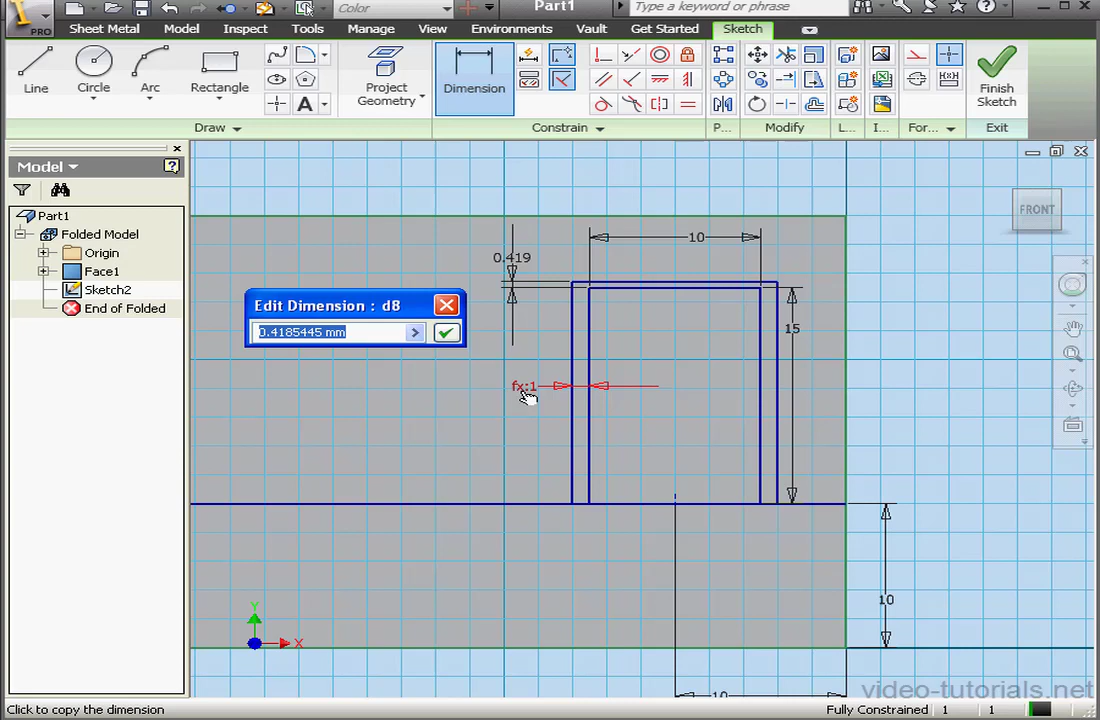 Color
Part1
Type a keyword or phrase
PRO
Sheet Metal
Model
Inspect
Tools
Manage
View
Environments
Vault
Get Started
Sketch
Line
Circle
Arc
Rectangle
A
Project
Geometry
Dimension
Finish
Sketch
Draw
Constrain
P...
Modify
L...
I...
For...
Exit
Model
Part1
Folded Model
Origin
Face1
Sketch2
End of Folded
Edit Dimension : d8
0.4185445 mm
0.419
10
15
fx:1
10
10
FRONT
Y
X
video-tutorials.net
Click to copy the dimension
Fully Constrained
1
1